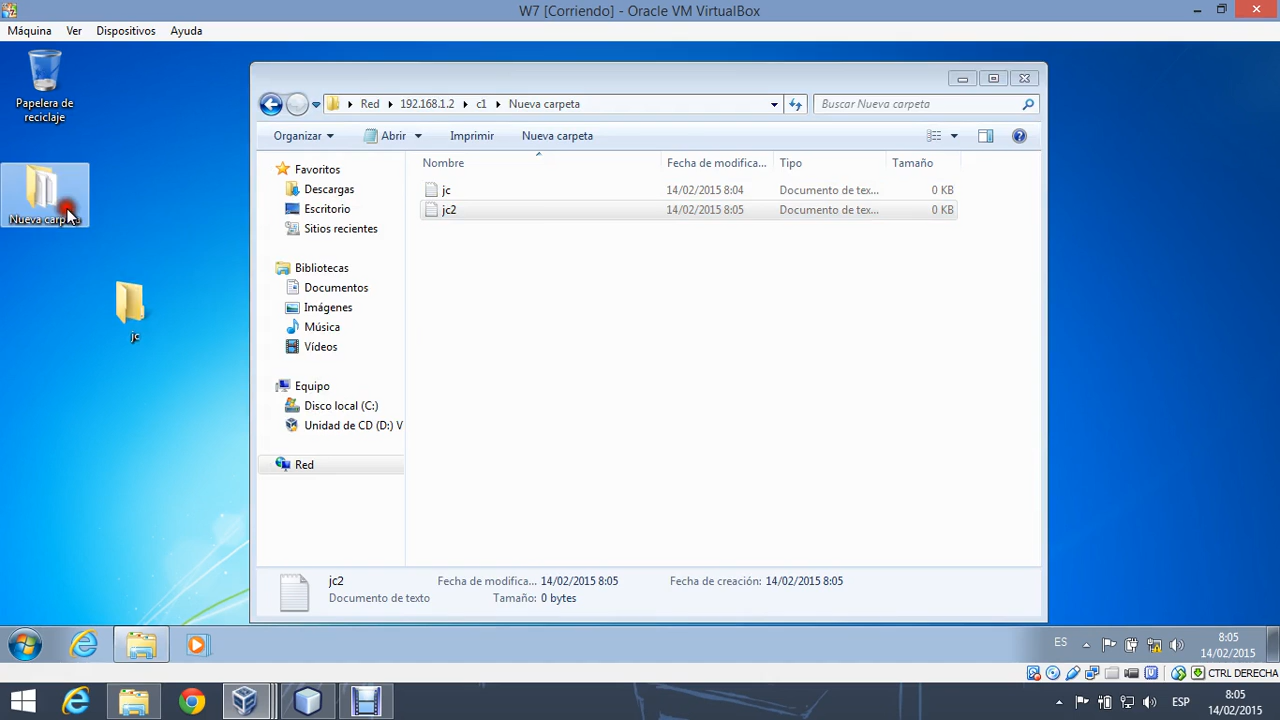 W7 [Corriendo] - Oracle VM VirtualBox
Máquina Ver Dispositivos Ayuda
Papelera de
reciclaje
Nueva carpeta
jc
Red 192.168.1.2 c1 Nueva carpeta
Buscar Nueva carpeta
Organizar Abrir Imprimir Nueva carpeta
Favoritos
Descargas
Escritorio
Sitios recientes
Bibliotecas
Documentos
Imágenes
Música
Vídeos
Equipo
Disco local (C:)
Unidad de CD (D:) V
Red
Nombre Fecha de modifica... Tipo Tamaño
jc 14/02/2015 8:04 Documento de tex... 0 KB
jc2 14/02/2015 8:05 Documento de tex... 0 KB
jc2 Fecha de modifica... 14/02/2015 8:05 Fecha de creación: 14/02/2015 8:05
Documento de texto Tamaño: 0 bytes
ES 8:05
14/02/2015
CTRL DERECHA
ESP 8:05
14/02/2015